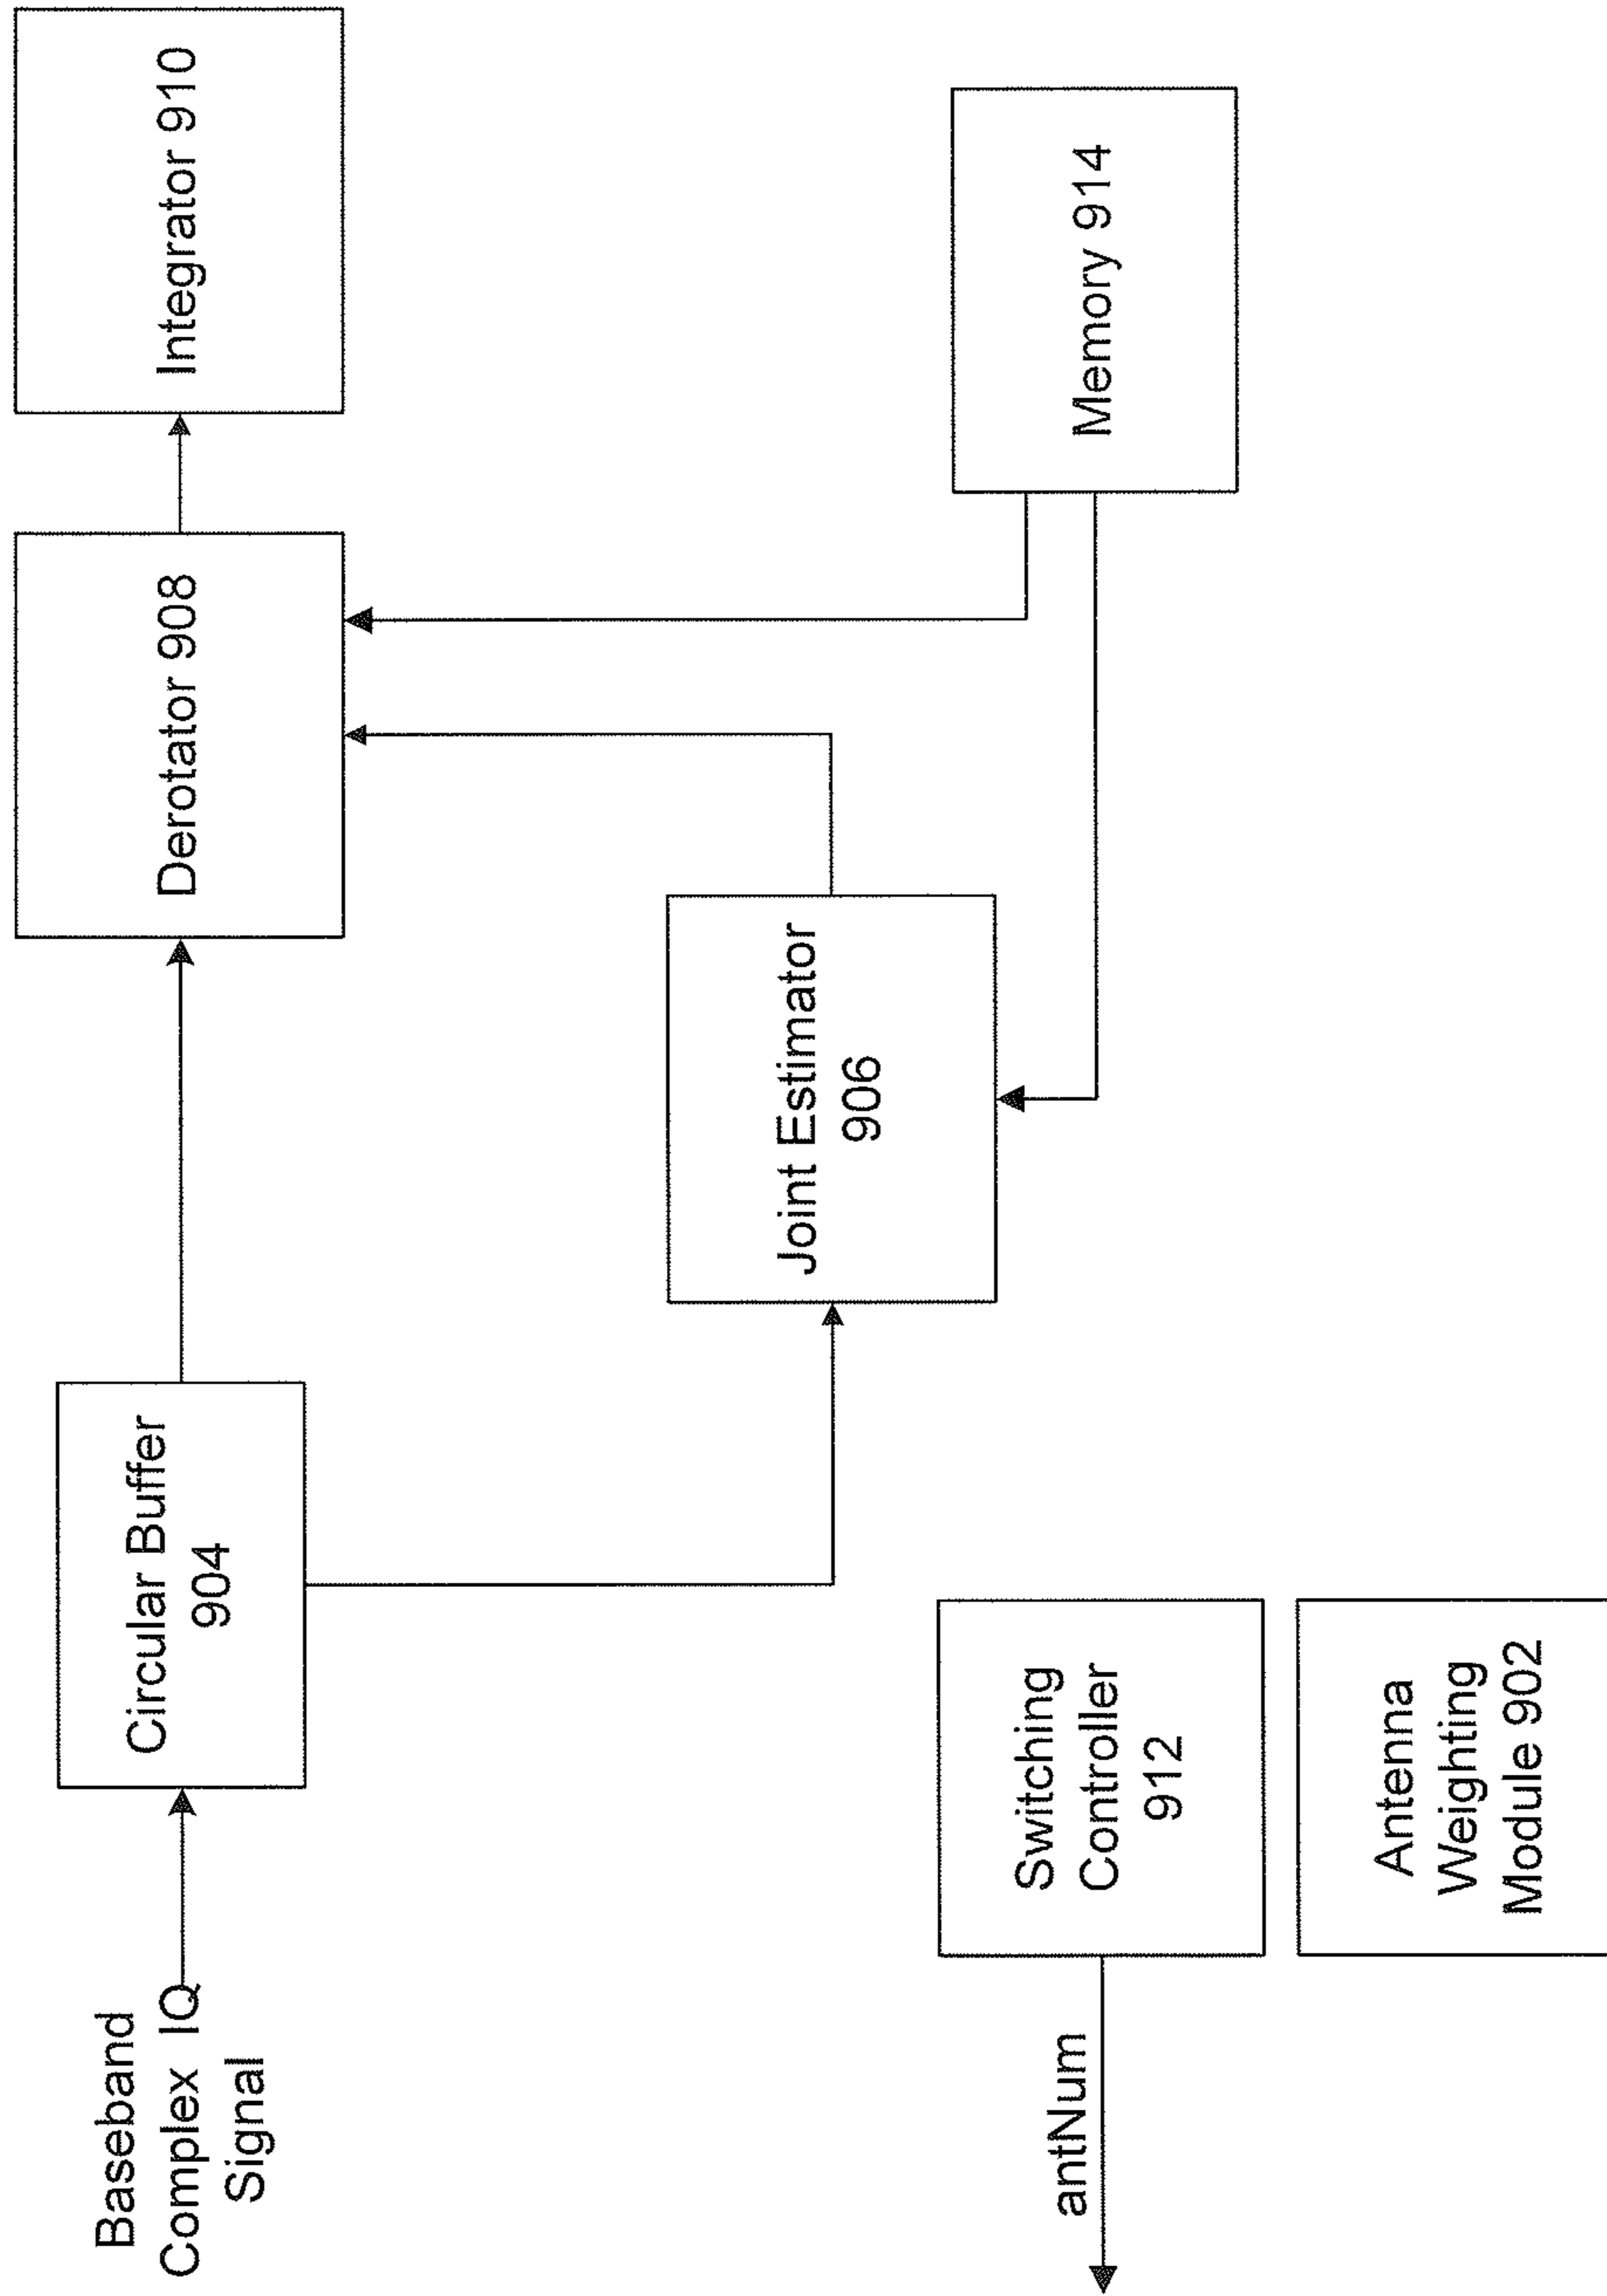 Baseband
Complex IQ
Signal
Circular Buffer
904
Derotator 908
Integrator 910
Joint Estimator
906
Memory 914
antNum
Switching
Controller
912
Antenna
Weighting
Module 902